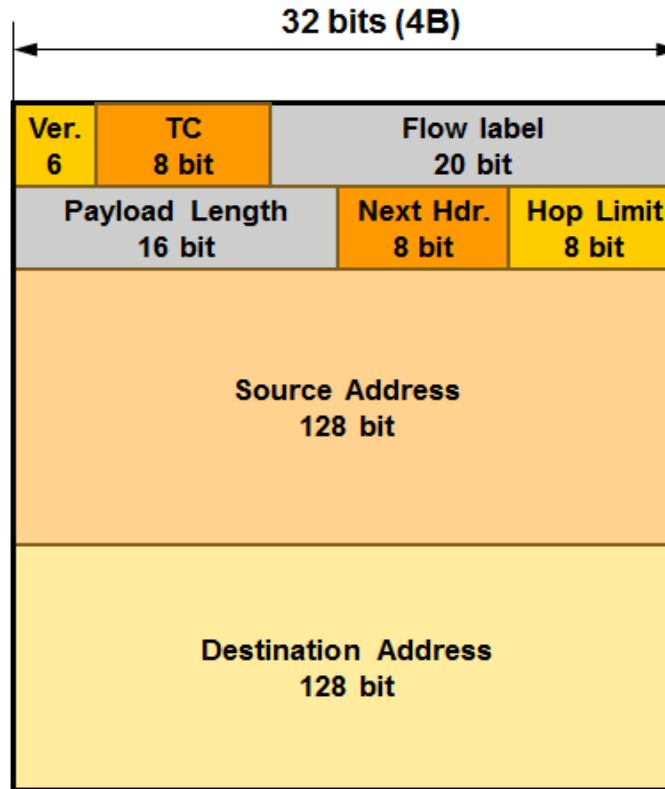 32 bits (4B)
Ver. TC Flow label
6 8 bit 20 bit
Payload Length Next Hdr. Hop Limit
16 bit 8 bit 8 bit
Source Address
128 bit
Destination Address
128 bit